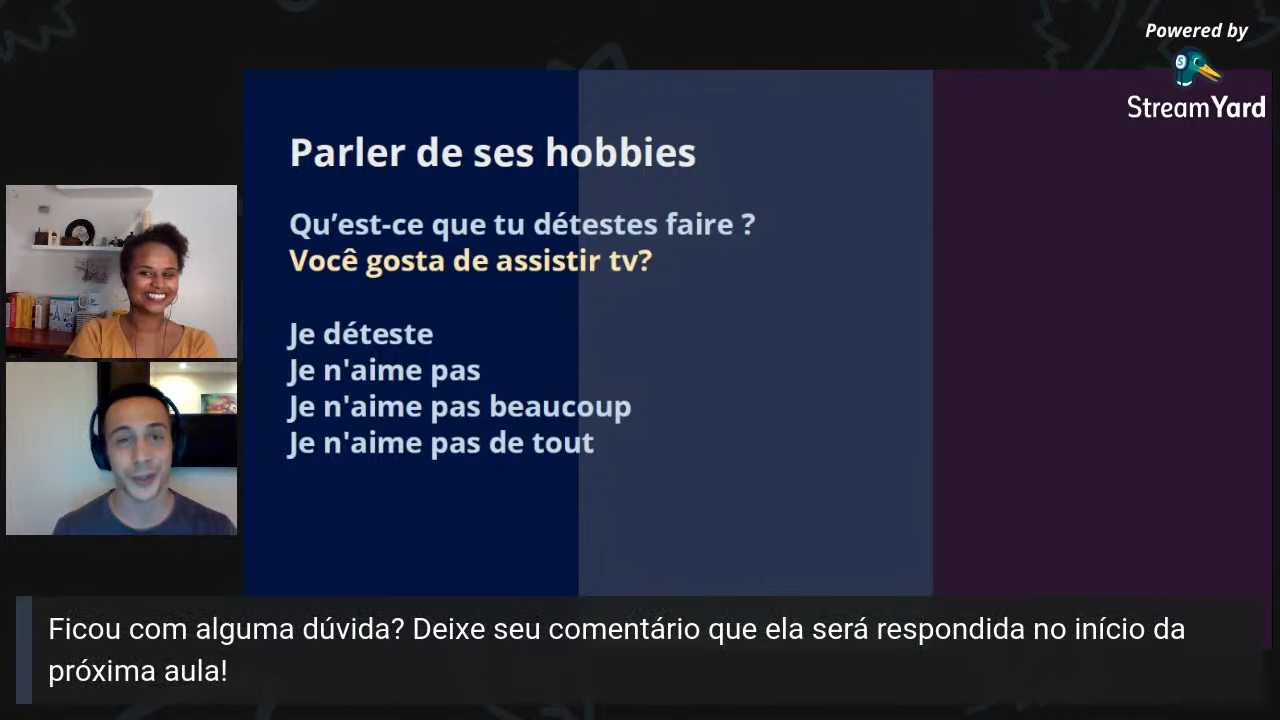 Powered by
StreamYard
Parler de ses hobbies
Qu’est-ce que tu détestes faire ?
Você gosta de assistir tv?
Je déteste
Je n'aime pas
Je n'aime pas beaucoup
Je n'aime pas de tout
Ficou com alguma dúvida? Deixe seu comentário que ela será respondida no início da
próxima aula!